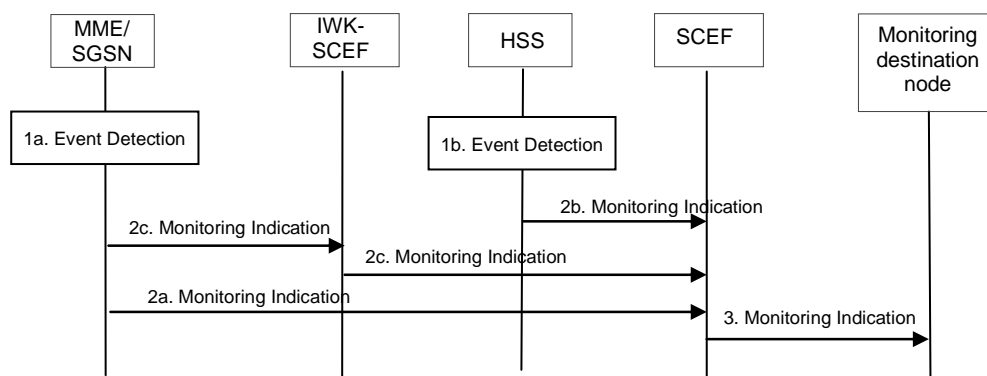 MME/
SGSN
IWK-
SCEF
HSS
SCEF
Monitoring
destination
node
1a. Event Detection
1b. Event Detection
2b. Monitoring Indication
2c. Monitoring Indication
2c. Monitoring Indication
2a. Monitoring Indication
3. Monitoring Indication